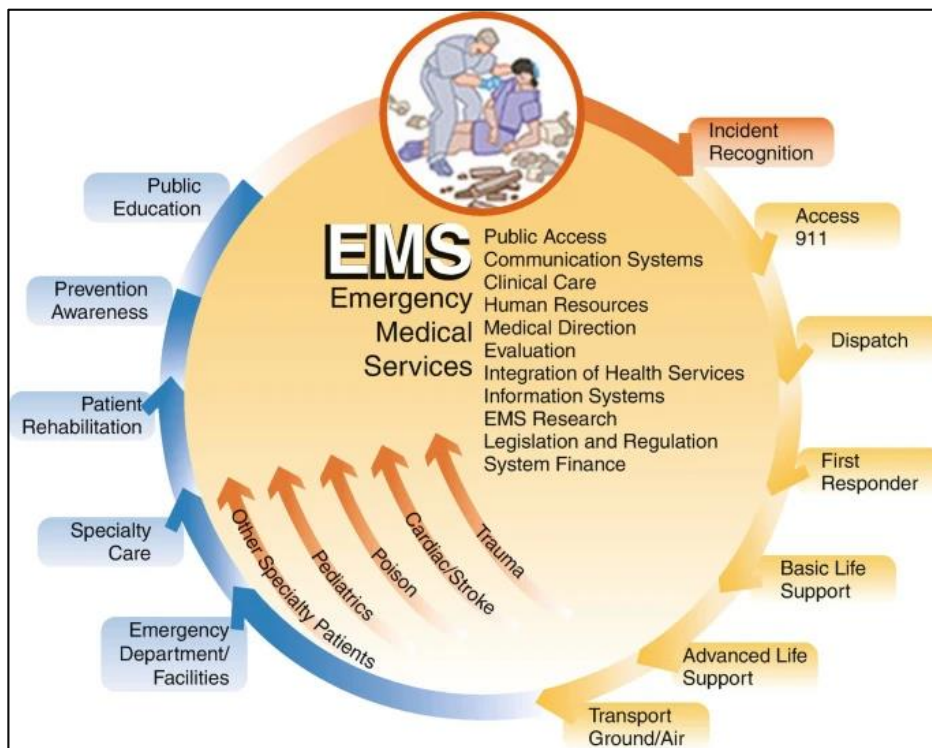 Incident
Recognition
Access
911
Dispatch
First
Responder
Basic Life
Support
Advanced Life
Support
Transport
Ground/Air
Emergency
Department/
Facilities
Specialty
Care
Patient
Rehabilitation
Prevention
Awareness
Public
Education
EMS
Emergency
Medical
Services
Public Access
Communication Systems
Clinical Care
Human Resources
Medical Direction
Evaluation
Integration of Health Services
Information Systems
EMS Research
Legislation and Regulation
System Finance
Other Specialty Patients
Pediatrics
Poison
Cardiac/Stroke
Trauma